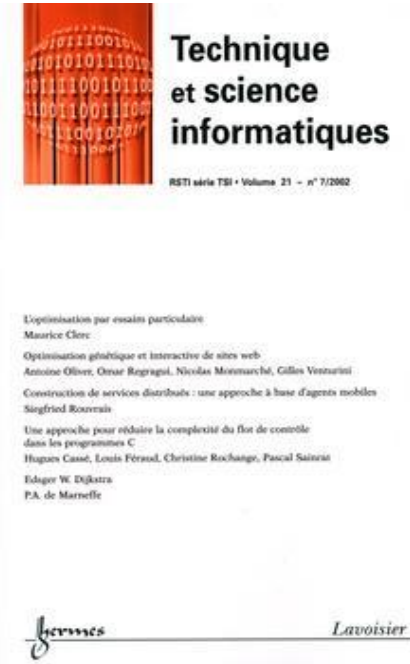 Technique
et science
informatiques
RSTI série TSI • Volume 21 – n° 7/2002
L'optimisation par essaim particulaire
Maurice Clerc
Optimisation génétique et interactive de sites web
Antoine Oliver, Omar Regragui, Nicolas Monmarché, Gilles Venturini
Construction de services distribués : une approche à base d'agents mobiles
Siegfried Rouvrais
Une approche pour réduire la complexité du flot de contrôle
dans les programmes C
Hugues Cassé, Louis Féraud, Christine Rochange, Pascal Sainrat
Edsger W. Dijkstra
P.A. de Marneffe
hermes
Lavoisier